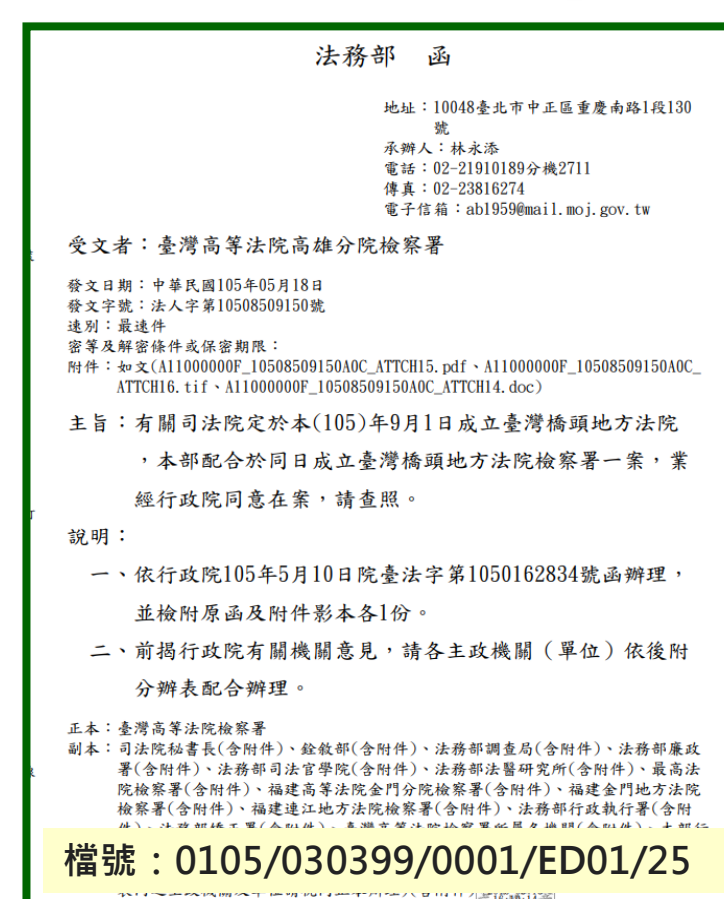 法務部 函
地址：10048臺北市中正區重慶南路1段130
號
承辦人：林永添
電話：02-21910189分機2711
傳真：02-23816274
電子信箱：abl959@mail.moj.gov.tw
受文者：臺灣高等法院高雄分院檢察署
發文日期：中華民國105年05月18日
發文字號：法人字第10508509150號
速別：最速件
密等及解密條件或保密期限：
附件：如文(A11000000F_10508509150A0C_ATTCH15.pdf、A11000000F_10508509150A0C_
ATTCH16.tif、A11000000F_10508509150A0C_ATTCH14.doc)
主旨：有關司法院定於本(105)年9月1日成立臺灣橋頭地方法院
，本部配合於同日成立臺灣橋頭地方法院檢察署一案，業
經行政院同意在案，請查照。
說明：
一、依行政院105年5月10日院臺法字第1050162834號函辦理，
並檢附原函及附件影本各1份。
二、前揭行政院有關機關意見，請各主政機關（單位）依後附
分辦表配合辦理。
正本：臺灣高等法院檢察署
副本：司法院秘書長(含附件)、銓敘部(含附件)、法務部調查局(含附件)、法務部廉政
署(含附件)、法務部司法官學院(含附件)、法務部法醫研究所(含附件)、最高法
院檢察署(含附件)、福建高等法院金門分院檢察署(含附件)、福建金門地方法院
檢察署(含附件)、福建連江地方法院檢察署(含附件)、法務部行政執行署(含附
檔號：0105/030399/0001/ED01/25